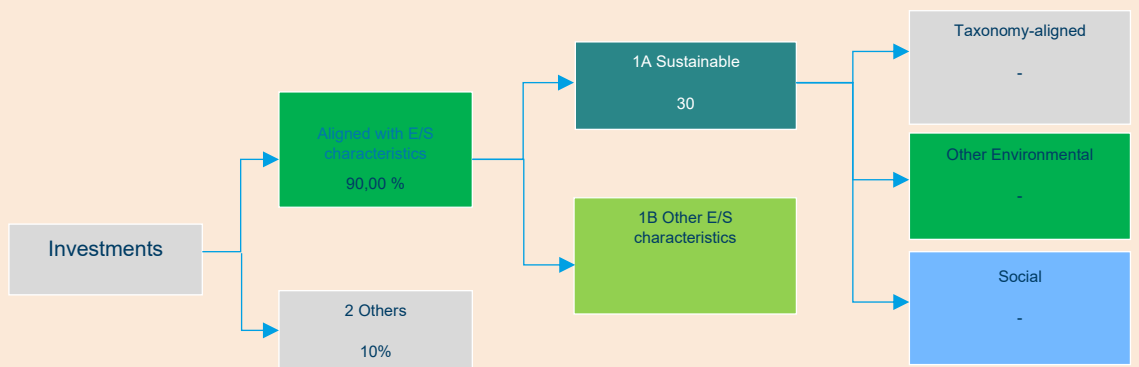 Investments
Aligned with E/S
characteristics
90,00 %
2 Others
10%
1A Sustainable
30
1B Other E/S
characteristics
Taxonomy-aligned
-
Other Environmental
-
Social
-